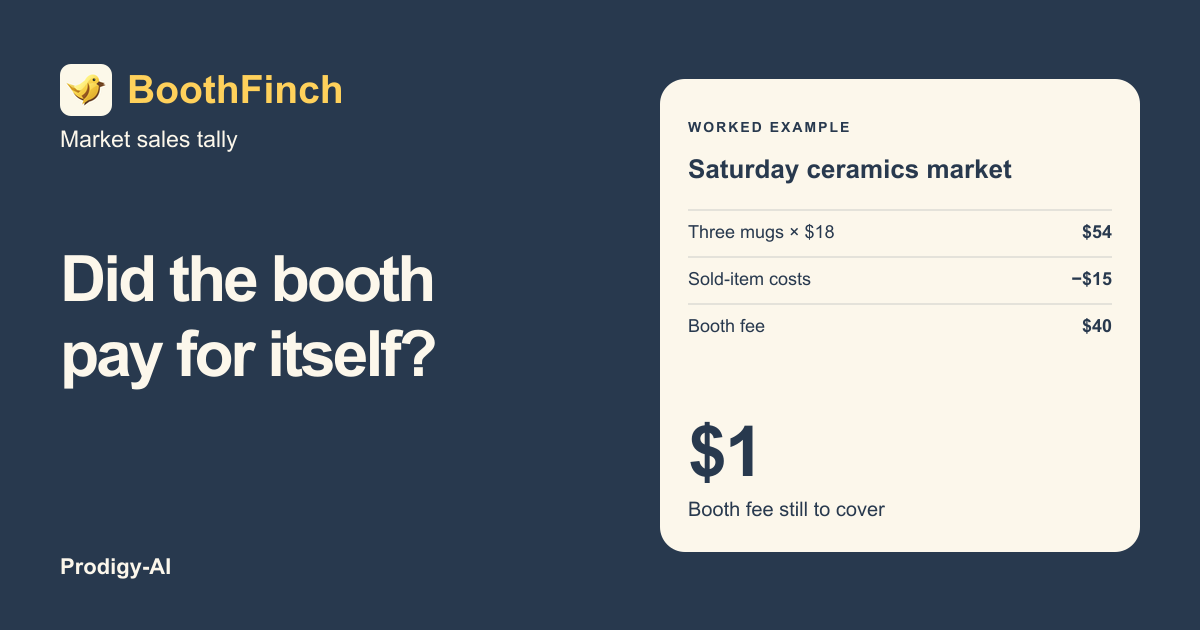 BoothFinch
Market sales tally
Did the booth
pay for itself?
Prodigy-AI
WORKED EXAMPLE
Saturday ceramics market
Three mugs × $18 $54
Sold-item costs −$15
Booth fee $40
$1
Booth fee still to cover